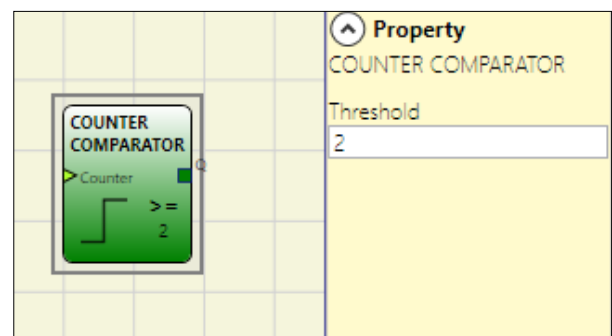 COUNTER
COMPARATOR
Counter
Q
>=
2
Property
COUNTER COMPARATOR
Threshold
2